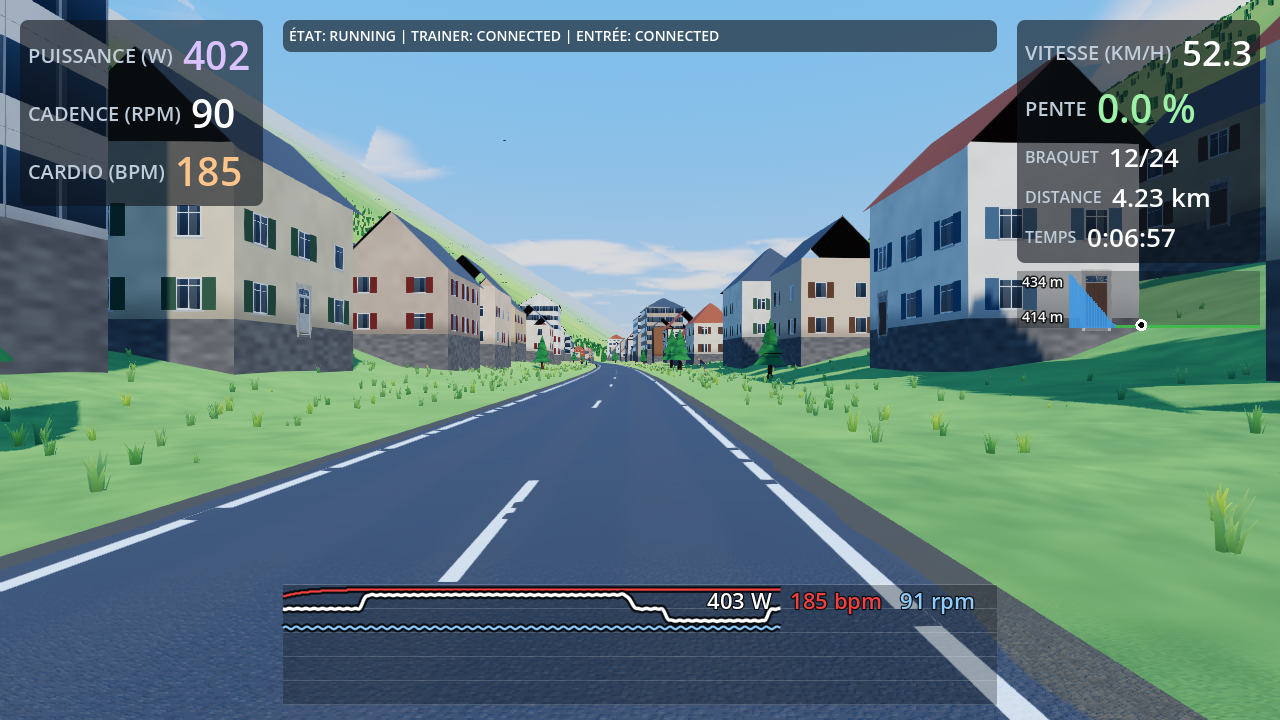 PUISSANCE (W) 402
CADENCE (RPM) 90
CARDIO (BPM) 185
ÉTAT: RUNNING | TRAINER: CONNECTED | ENTRÉE: CONNECTED
VITESSE (KM/H) 52.3
PENTE 0.0 %
BRAQUET 12/24
DISTANCE 4.23 km
TEMPS 0:06:57
434 m
414 m
403 W 185 bpm 91 rpm